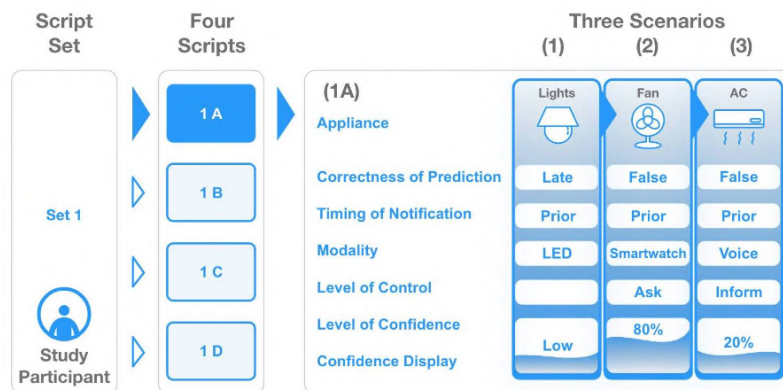 Script
Set
Four
Scripts
Three Scenarios
(1)
(2)
(3)
Set 1
Study
Participant
1 A
1 B
1 C
1 D
(1A)
Lights
Fan
AC
Appliance
Correctness of Prediction
Late
False
False
Timing of Notification
Prior
Prior
Prior
Modality
LED
Smartwatch
Voice
Level of Control
Ask
Inform
Level of Confidence
Low
80%
20%
Confidence Display